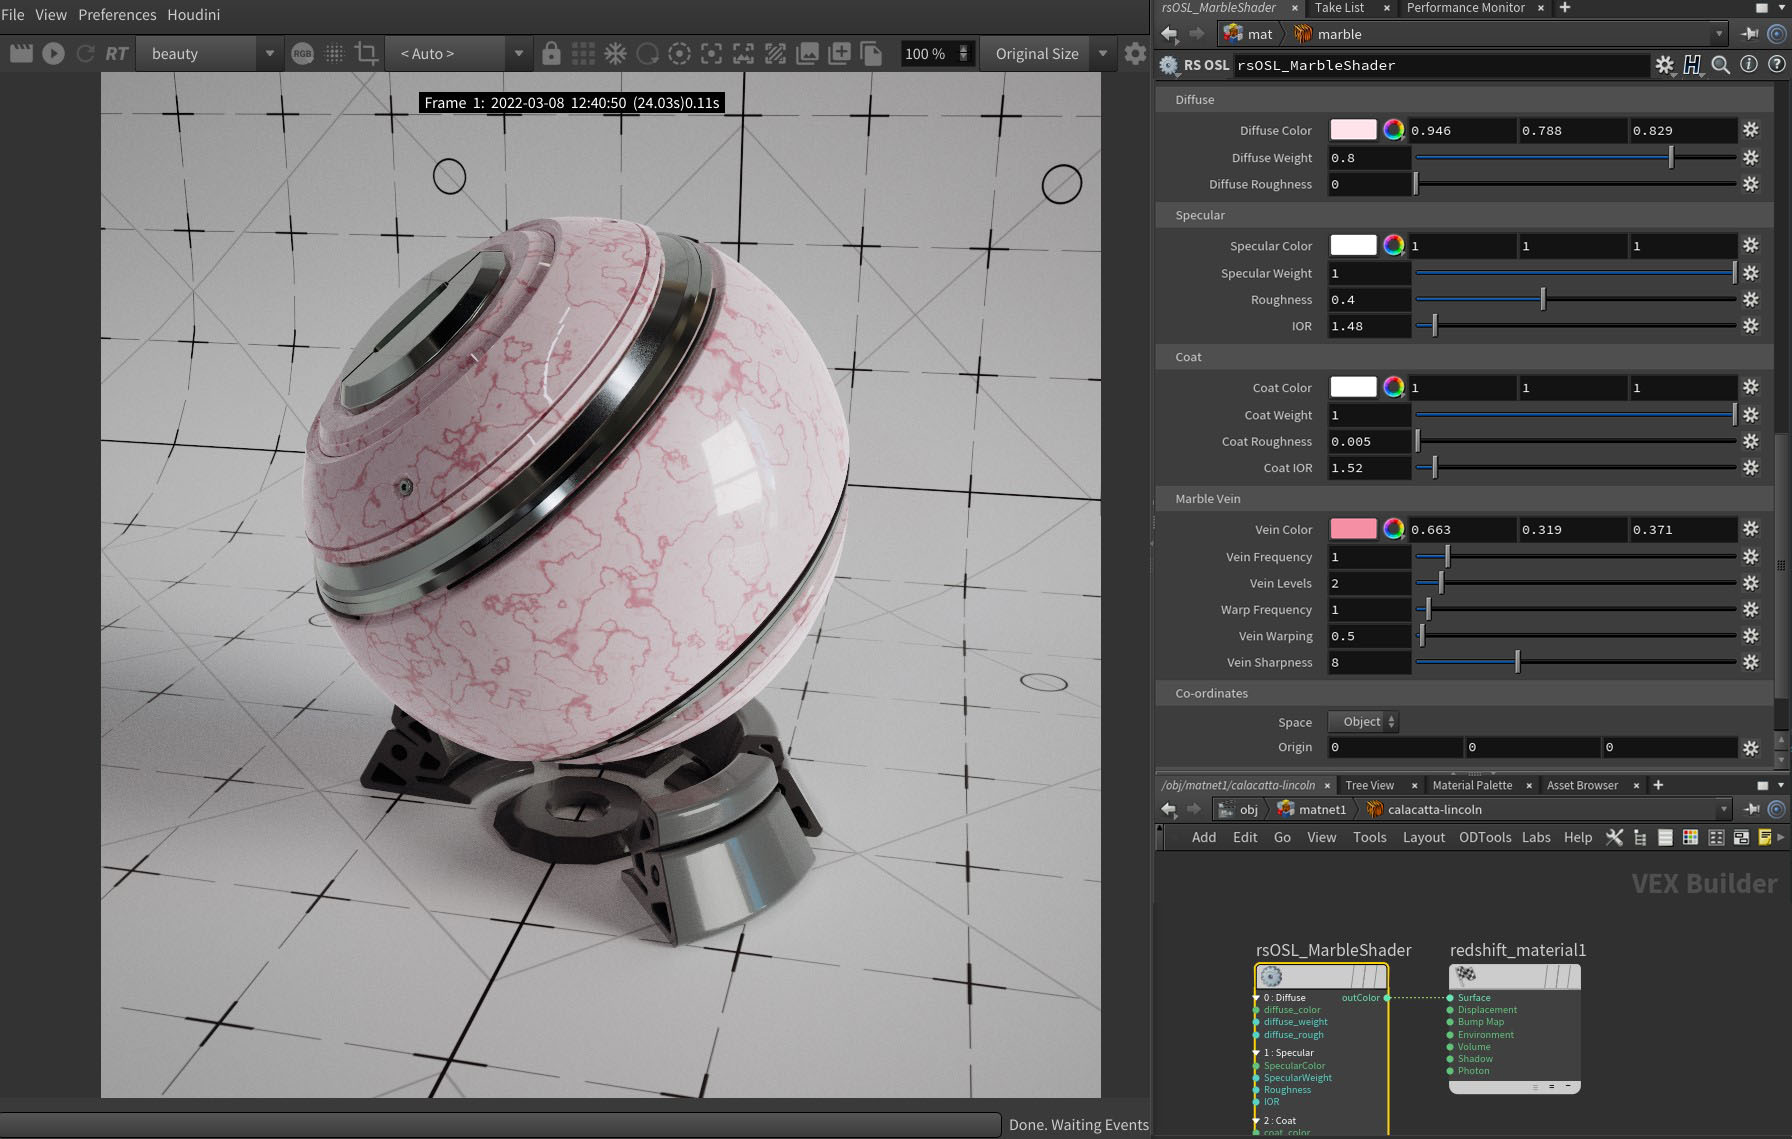 File View Preferences Houdini
RT beauty RGB < Auto > 100 % Original Size
Frame 1: 2022-03-08 12:40:50 (24.03s)0.11s
Done. Waiting Events
rsOSL_MarbleShader × Take List × Performance Monitor × +
mat marble
RS OSL rsOSL_MarbleShader
Diffuse
Diffuse Color 0.946 0.788 0.829
Diffuse Weight 0.8
Diffuse Roughness 0
Specular
Specular Color 1 1 1
Specular Weight 1
Roughness 0.4
IOR 1.48
Coat
Coat Color 1 1 1
Coat Weight 1
Coat Roughness 0.005
Coat IOR 1.52
Marble Vein
Vein Color 0.663 0.319 0.371
Vein Frequency 1
Vein Levels 2
Warp Frequency 1
Vein Warping 0.5
Vein Sharpness 8
Co-ordinates
Space Object
Origin 0 0 0
/obj/matnet1/calacatta-lincoln × Tree View × Material Palette × Asset Browser × +
obj matnet1 calacatta-lincoln
Add Edit Go View Tools Layout ODTools Labs Help
VEX Builder
rsOSL_MarbleShader
0 : Diffuse outColor
diffuse_color
diffuse_weight
diffuse_rough
1 : Specular
SpecularColor
SpecularWeight
Roughness
IOR
2 : Coat
coat_color
redshift_material1
Surface
Displacement
Bump Map
Environment
Volume
Shadow
Photon